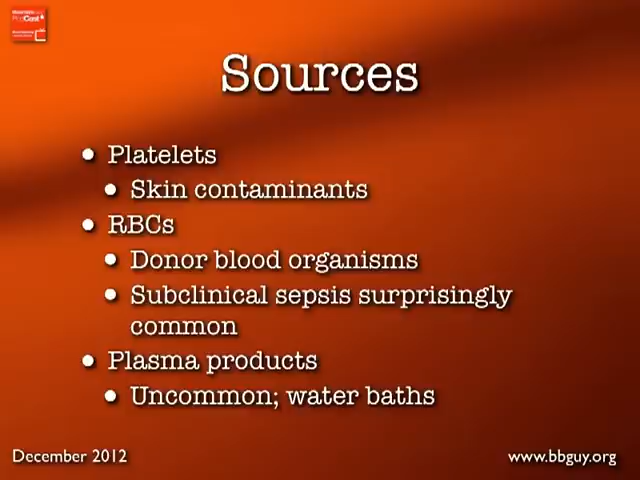 Sources
• Platelets
• Skin contaminants
• RBCs
• Donor blood organisms
• Subclinical sepsis surprisingly
common
• Plasma products
• Uncommon; water baths
December 2012
www.bbguy.org